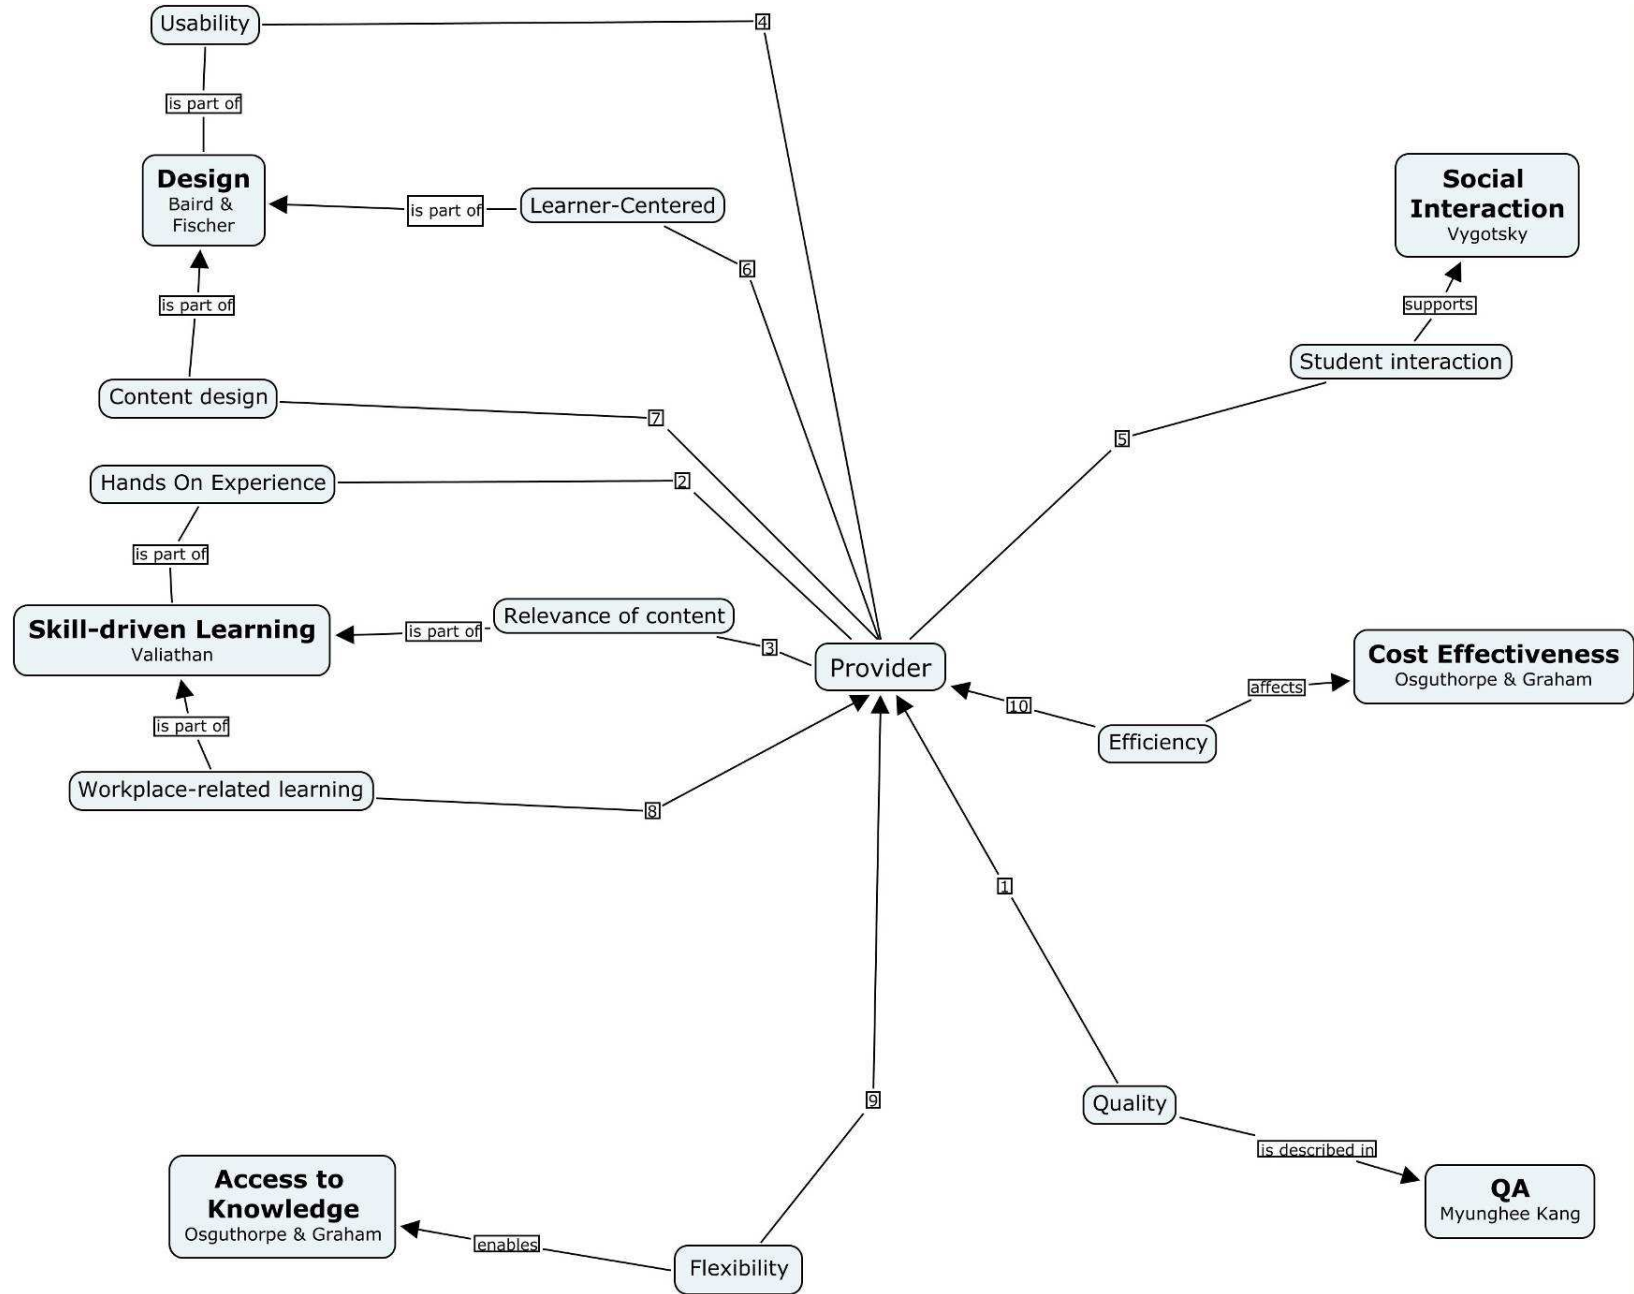 Usability
4
is part of
Design
Baird &
Fischer
is part of
Learner-Centered
6
is part of
Content design
7
Hands On Experience
2
is part of
Skill-driven Learning
Valiathan
is part of
Relevance of content
3
is part of
Workplace-related learning
8
Provider
Social
Interaction
Vygotsky
supports
Student interaction
5
Cost Effectiveness
Osguthorpe & Graham
affects
10
Efficiency
1
Quality
is described in
QA
Myunghee Kang
9
Access to
Knowledge
Osguthorpe & Graham
enables
Flexibility